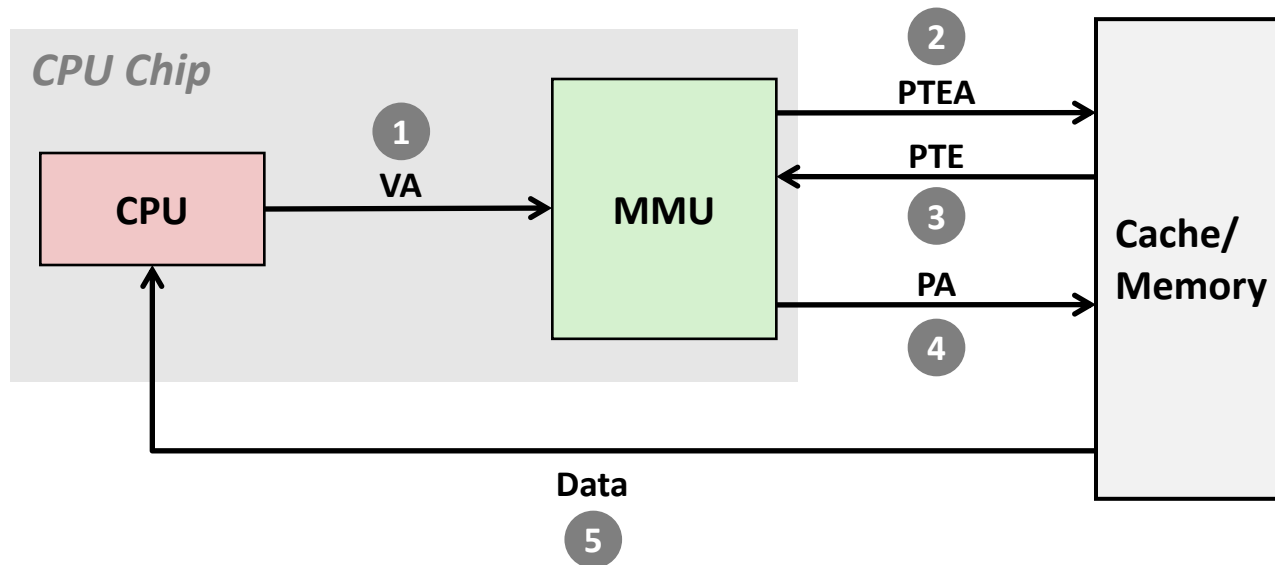 2
CPU Chip
PTEA
1
PTE
VA
CPU
MMU
3
Cache/
Memory
PA
4
Data
5